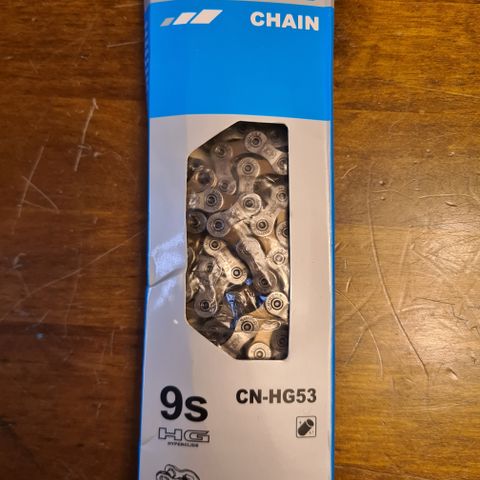 CHAIN
CN-HG53
9s
HG
HYPERGLIDE